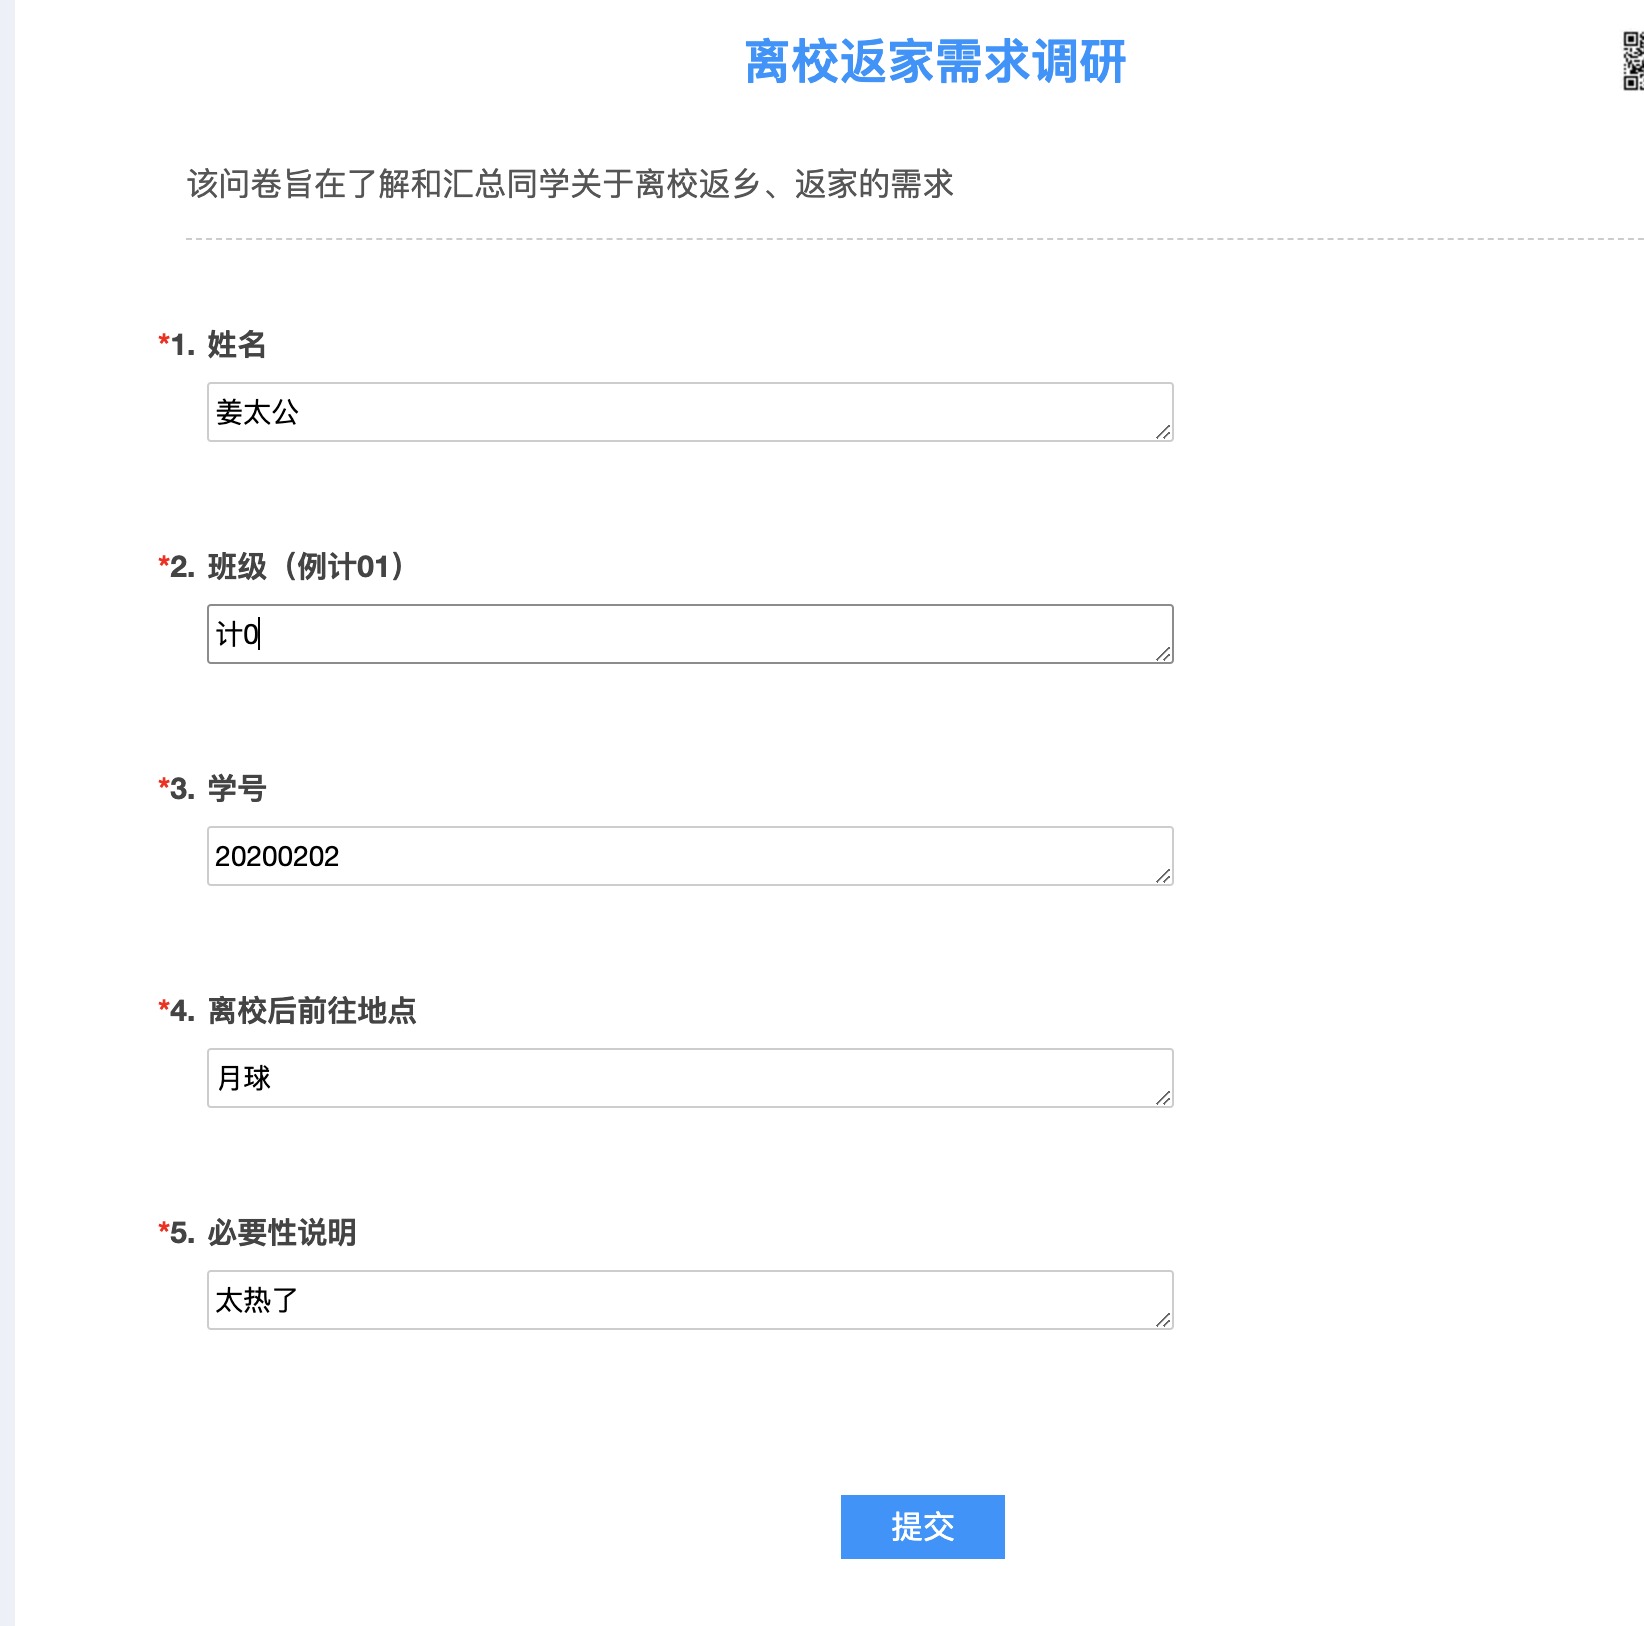 离校返家需求调研
该问卷旨在了解和汇总同学关于离校返乡、返家的需求
*1. 姓名
姜太公
*2. 班级（例计01）
计0
*3. 学号
20200202
*4. 离校后前往地点
月球
*5. 必要性说明
太热了
提交